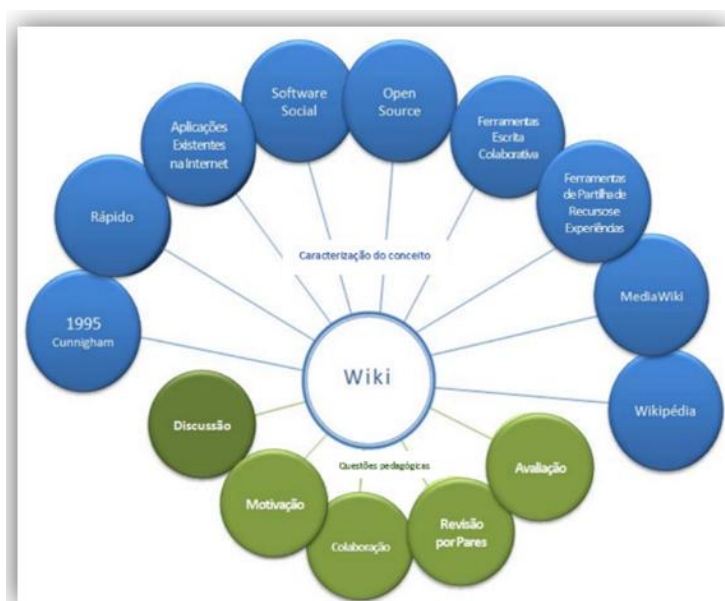 Software
Social
Open
Source
Aplicações
Existentes
na Internet
Ferramentas
Escrita
Colaborativa
Rápido
Ferramentas
de Partilha de
Recursose
Experiências
Caracterização do conceito
MediaWiki
1995
Cunnigham
Wiki
Wikipédia
Discussão
Questões pedagógicas
Avaliação
Motivação
Revisão
por Pares
Colaboração